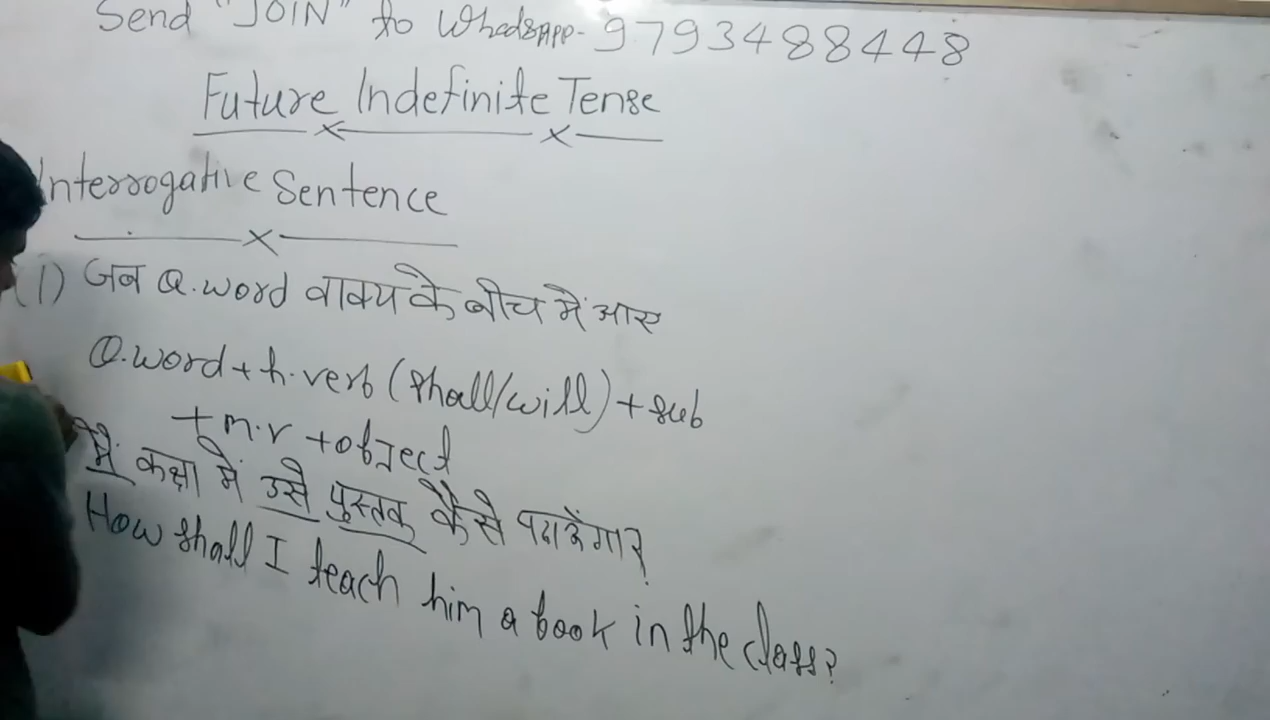 Send "JOIN" to Whatsapp-9793488448
Future Indefinite Tense
Interrogative Sentence
(1) जब Q.word वाक्य के बीच में आए
Q.word+h.verb (shall/will)+sub
+m.v +object
मैं कक्षा में उसे पुस्तक कैसे पढाऊँगा?
How shall I teach him a book in the class?